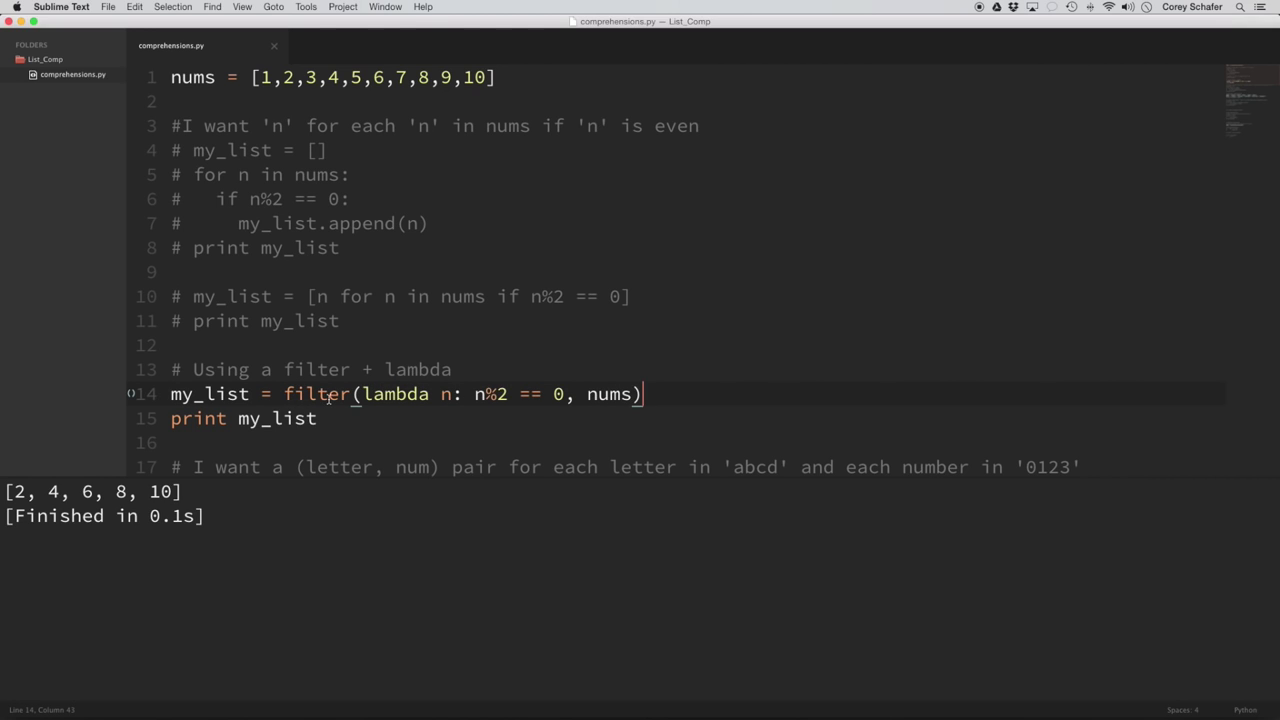 Sublime Text File Edit Selection Find View Goto Tools Project Window Help Corey Schafer
comprehensions.py — List_Comp
FOLDERS
List_Comp
comprehensions.py
comprehensions.py
1 nums = [1,2,3,4,5,6,7,8,9,10]
2
3 #I want 'n' for each 'n' in nums if 'n' is even
4 # my_list = []
5 # for n in nums:
6 #   if n%2 == 0:
7 #     my_list.append(n)
8 # print my_list
9
10 # my_list = [n for n in nums if n%2 == 0]
11 # print my_list
12
13 # Using a filter + lambda
14 my_list = filter(lambda n: n%2 == 0, nums)
15 print my_list
16
17 # I want a (letter, num) pair for each letter in 'abcd' and each number in '0123'
[2, 4, 6, 8, 10]
[Finished in 0.1s]
Line 14, Column 43 Spaces: 4 Python